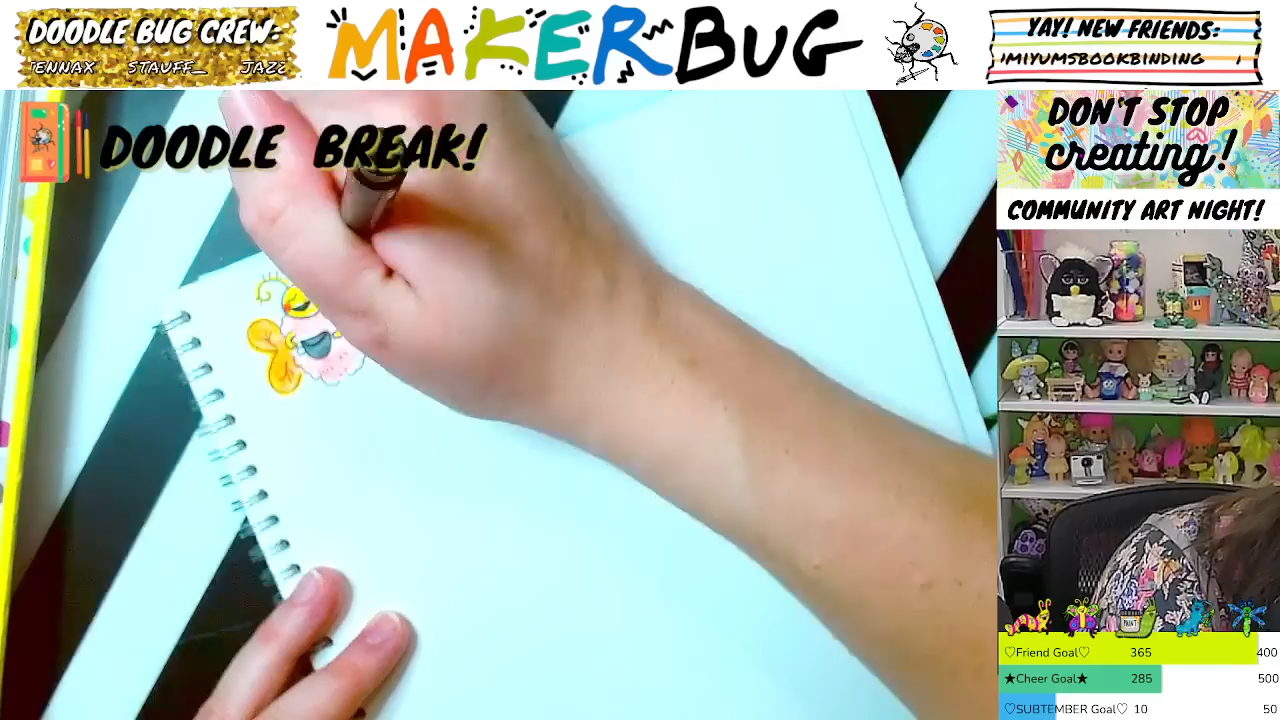 DOODLE BUG CREW:
TENNAX STAUFF_ JAZZ
MAKERBUG
YAY! NEW FRIENDS:
IMIYUMSBOOKBINDING
DOODLE BREAK!
DON'T STOP
creating!
COMMUNITY ART NIGHT!
PAINT
♡Friend Goal♡ 365 400
★Cheer Goal★ 285 500
♡SUBTEMBER Goal♡ 10 50